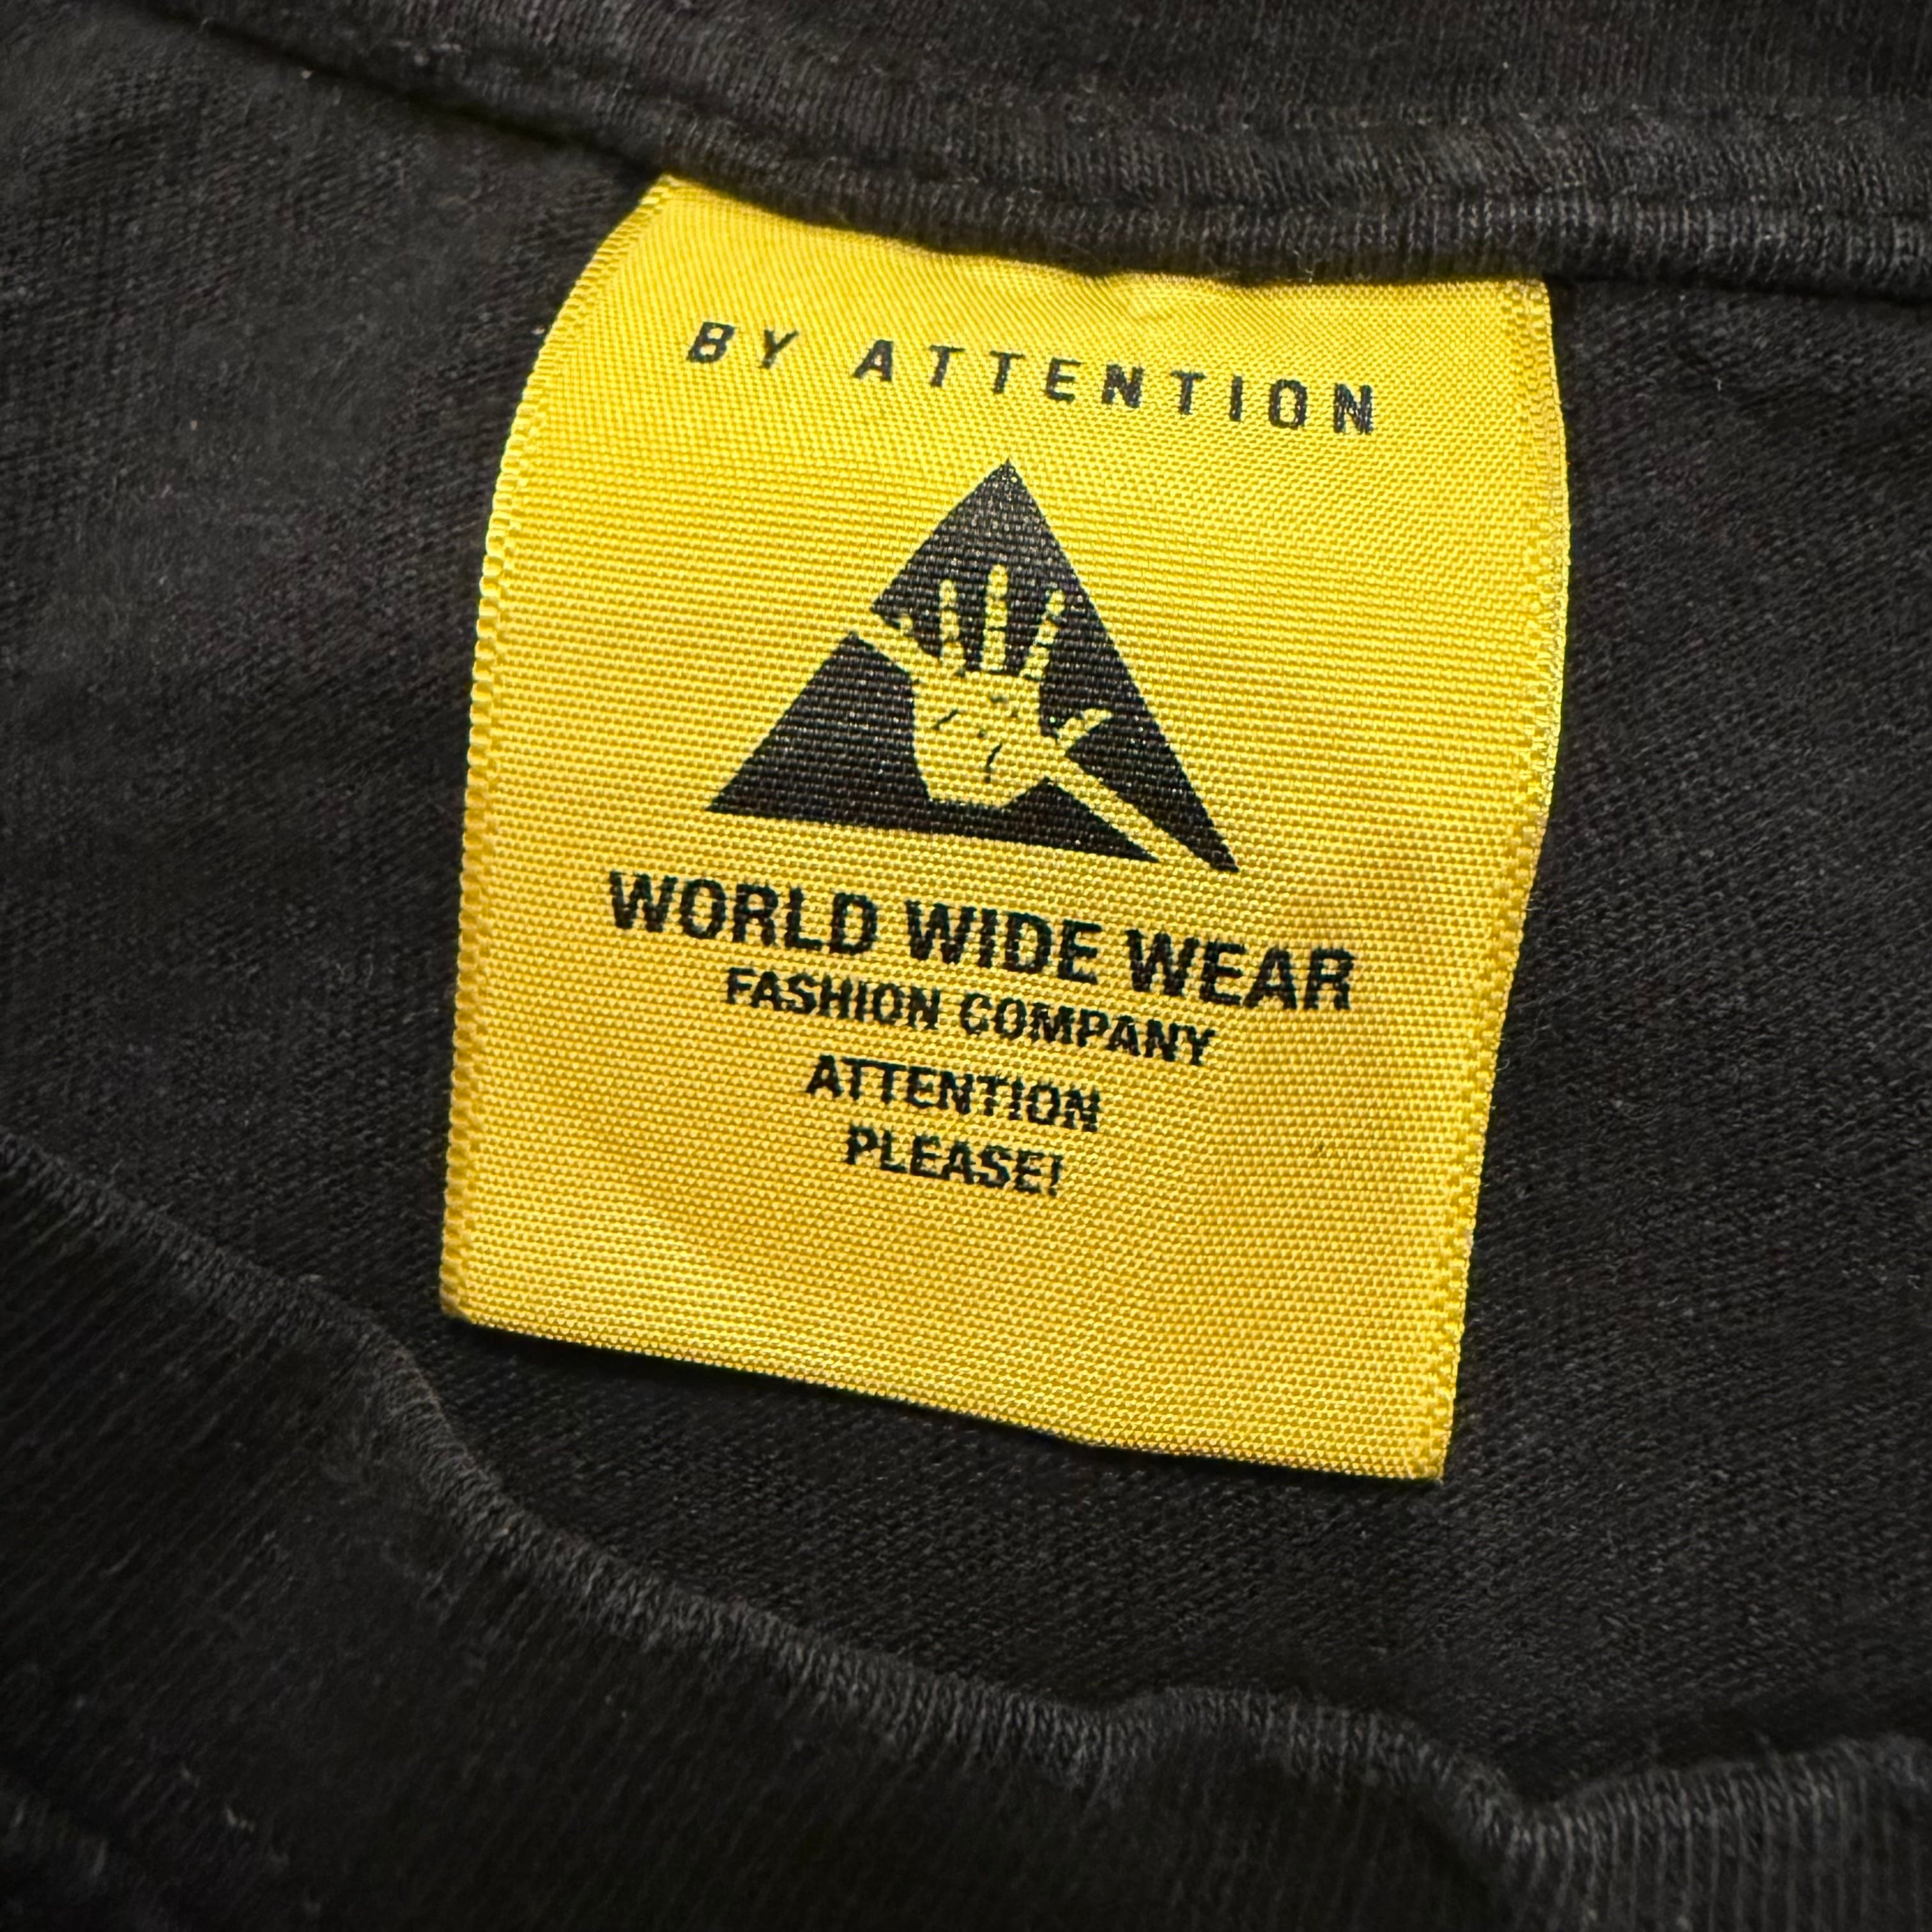 BY ATTENTION
WORLD WIDE WEAR
FASHION COMPANY
ATTENTION
PLEASE!